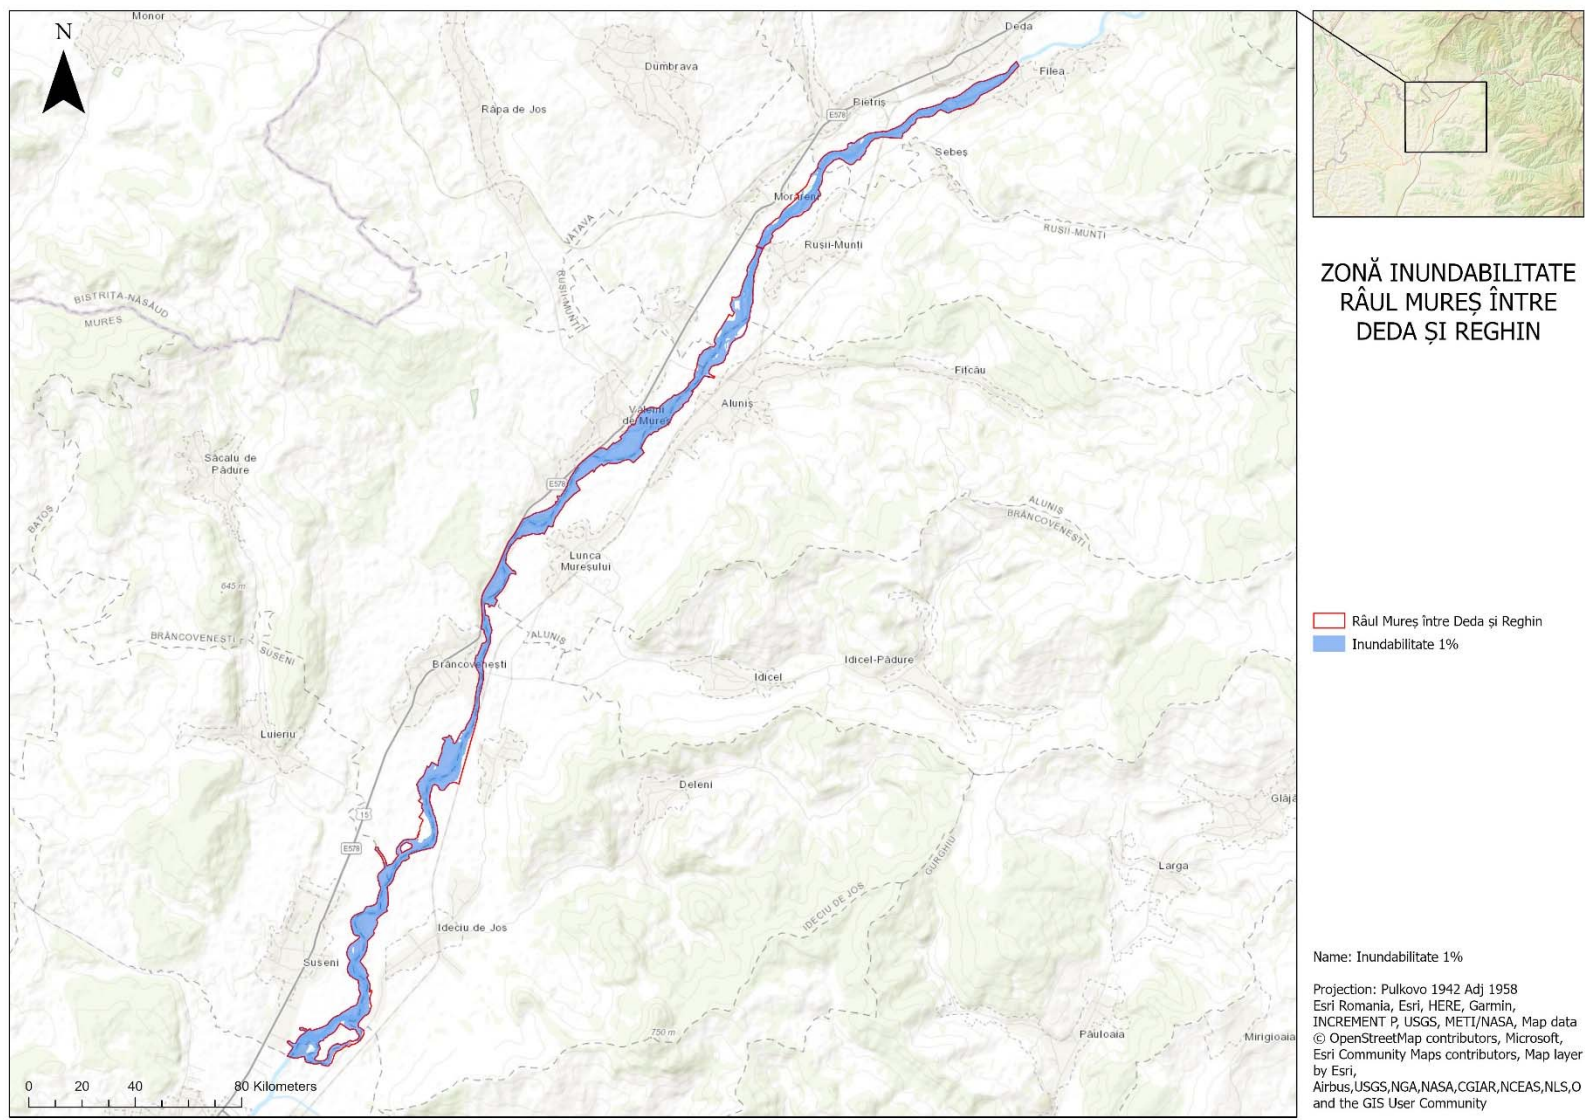 Monor
N
Deda
Dumbrava
Filea
Râpa de Jos
Pietriș
E578
Sebeș
Morăreni
VĂTAVA
RUȘII-MUNȚI
Rușii-Munți
RUȘII-MUNȚI
BISTRIȚA-NĂSĂUD
MUREȘ
Fițcău
Aluniș
Vălenii
de Mureș
Săcalu de
Pădure
E578
BATOȘ
ALUNIȘ
BRÂNCOVENEȘTI
Lunca
Mureșului
645 m
BRÂNCOVENEȘTI
SUSENI
ALUNIȘ
Brâncovenești
Idicel-Pădure
Idicel
Luieriu
Deleni
15
E578
GURGHIU
Larga
IDECIU DE JOS
Ideciu de Jos
Suseni
750 m
Păuloaia
Mirigioaia
0 20 40 80 Kilometers
ZONĂ INUNDABILITATE
RÂUL MUREȘ ÎNTRE
DEDA ȘI REGHIN
Râul Mureș între Deda și Reghin
Inundabilitate 1%
Name: Inundabilitate 1%
Projection: Pulkovo 1942 Adj 1958
Esri Romania, Esri, HERE, Garmin,
INCREMENT P, USGS, METI/NASA, Map data
© OpenStreetMap contributors, Microsoft,
Esri Community Maps contributors, Map layer
by Esri,
Airbus,USGS,NGA,NASA,CGIAR,NCEAS,NLS,O
and the GIS User Community